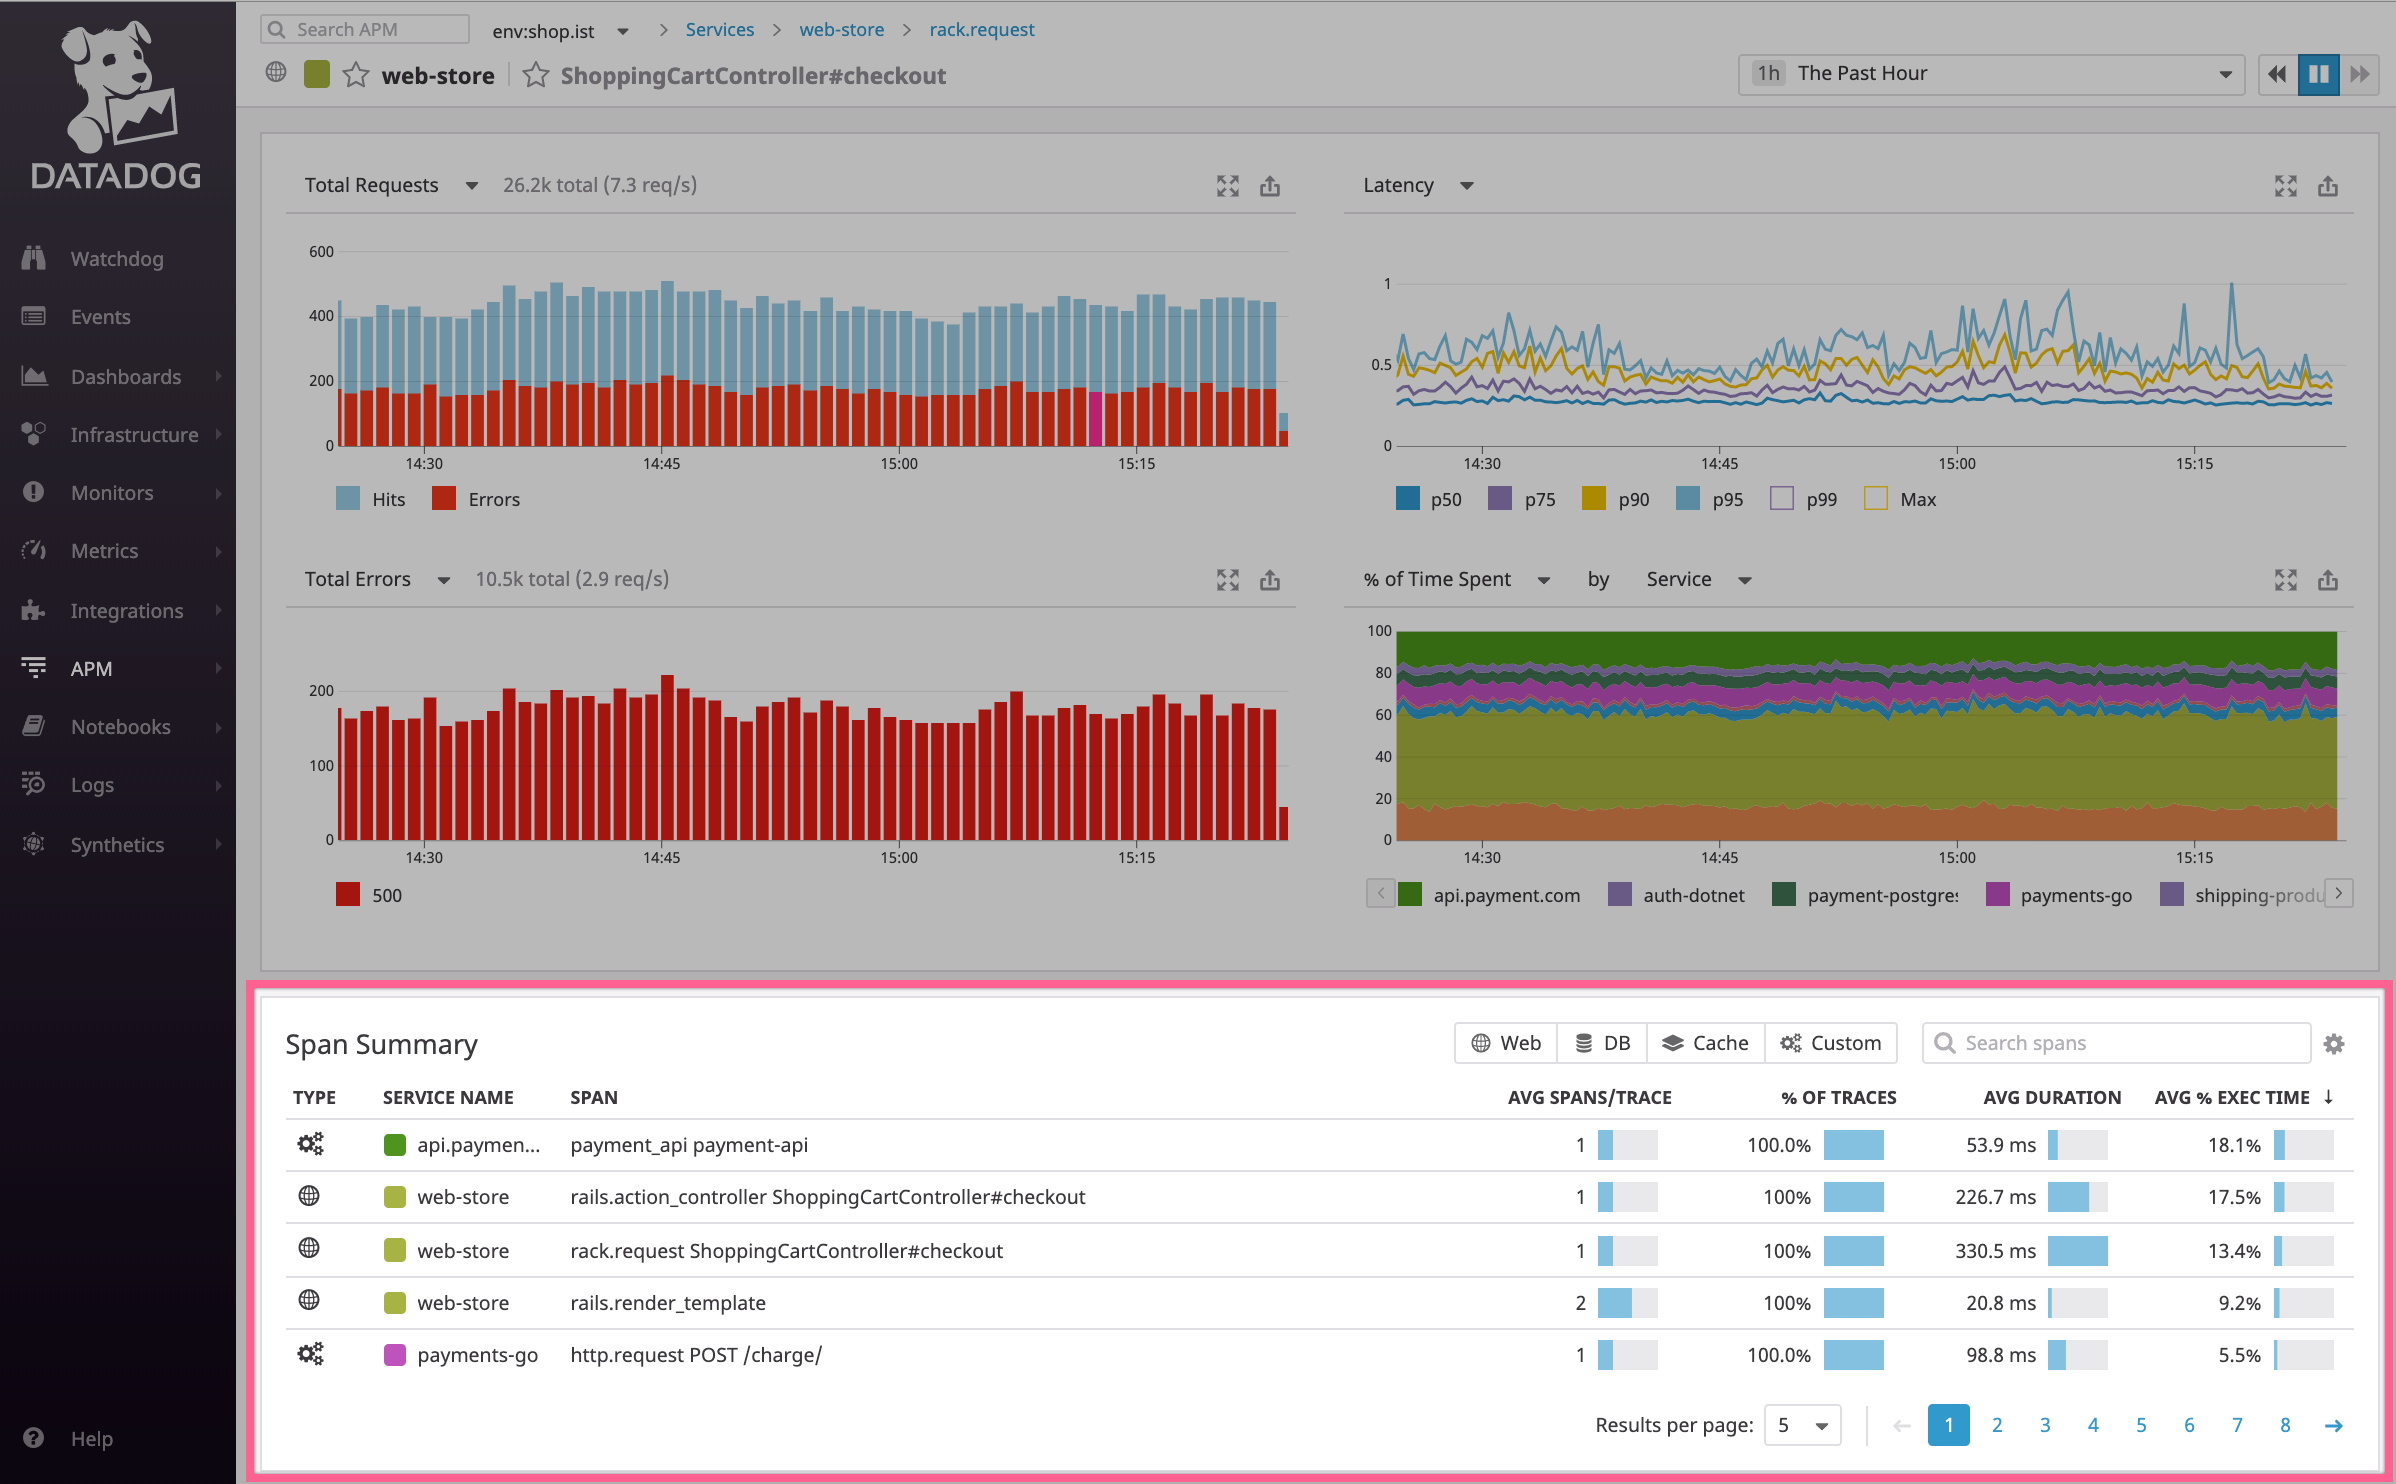 DATADOG
Watchdog
Events
Dashboards
Infrastructure
Monitors
Metrics
Integrations
APM
Notebooks
Logs
Synthetics
Help
Search APM env:shop.ist > Services > web-store > rack.request
web-store ShoppingCartController#checkout
1h The Past Hour
Total Requests 26.2k total (7.3 req/s)
600
400
200
0
14:30 14:45 15:00 15:15
Hits Errors
Latency
1
0.5
0
14:30 14:45 15:00 15:15
p50 p75 p90 p95 p99 Max
Total Errors 10.5k total (2.9 req/s)
200
100
0
14:30 14:45 15:00 15:15
500
% of Time Spent by Service
100
80
60
40
20
0
14:30 14:45 15:00 15:15
api.payment.com auth-dotnet payment-postgres payments-go shipping-produ
Span Summary
Web DB Cache Custom Search spans
TYPE SERVICE NAME SPAN AVG SPANS/TRACE % OF TRACES AVG DURATION AVG % EXEC TIME ↓
api.paymen... payment_api payment-api 1 100.0% 53.9 ms 18.1%
web-store rails.action_controller ShoppingCartController#checkout 1 100% 226.7 ms 17.5%
web-store rack.request ShoppingCartController#checkout 1 100% 330.5 ms 13.4%
web-store rails.render_template 2 100% 20.8 ms 9.2%
payments-go http.request POST /charge/ 1 100.0% 98.8 ms 5.5%
Results per page: 5 ← 1 2 3 4 5 6 7 8 →